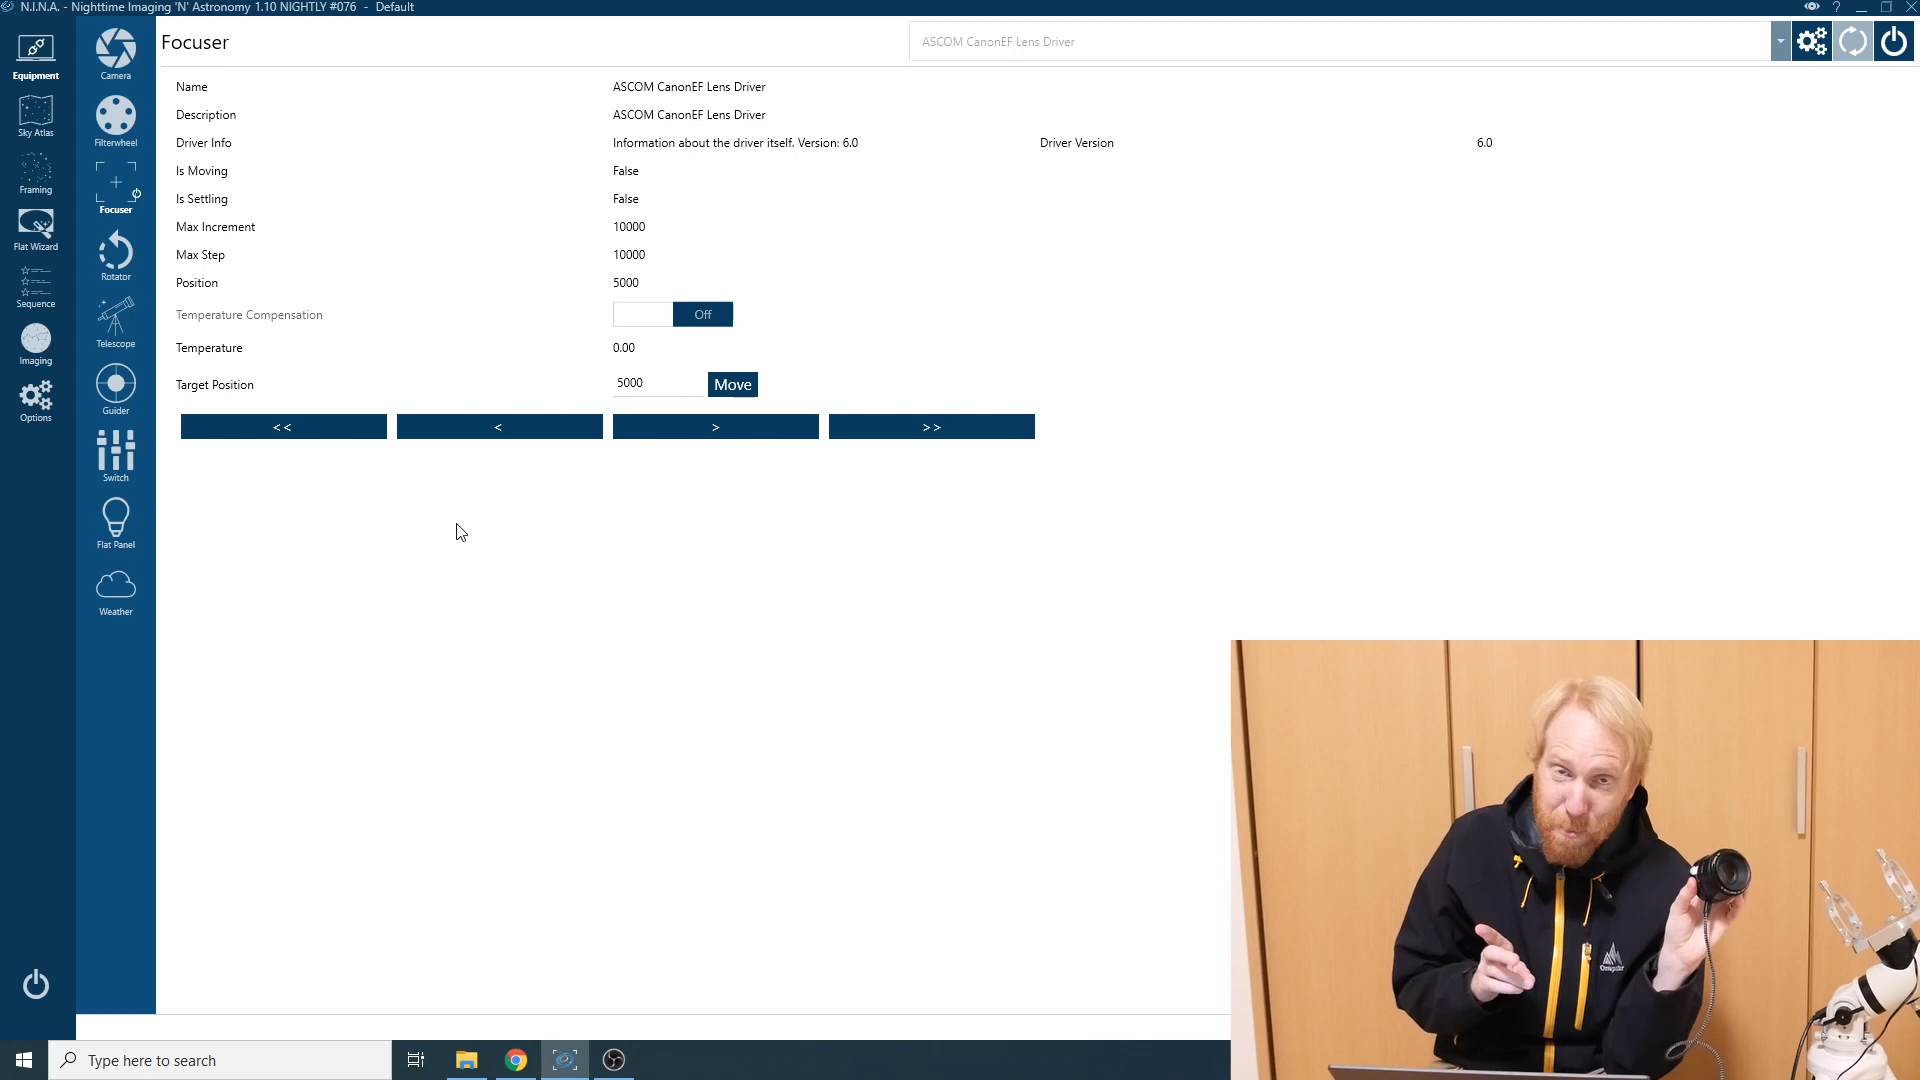 N.I.N.A. - Nighttime Imaging 'N' Astronomy 1.10 NIGHTLY #076 - Default
?
Equipment
Sky Atlas
Framing
Flat Wizard
Sequence
Imaging
Options
Camera
Filterwheel
Focuser
Rotator
Telescope
Guider
Switch
Flat Panel
Weather
Focuser
ASCOM CanonEF Lens Driver
Name ASCOM CanonEF Lens Driver
Description ASCOM CanonEF Lens Driver
Driver Info Information about the driver itself. Version: 6.0 Driver Version 6.0
Is Moving False
Is Settling False
Max Increment 10000
Max Step 10000
Position 5000
Temperature Compensation Off
Temperature 0.00
Target Position 5000 Move
<< < > >>
Type here to search